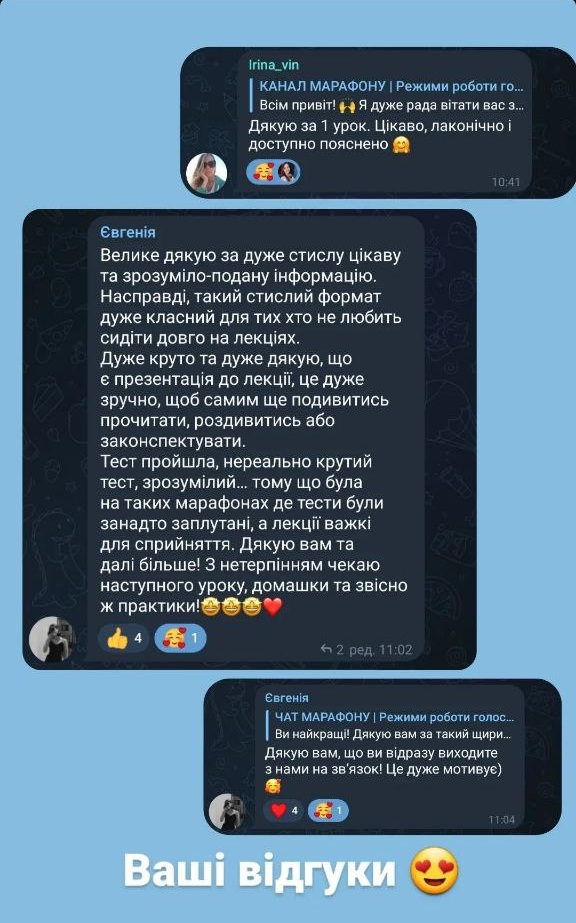 Irina_vin
КАНАЛ МАРАФОНУ | Режими роботи го...
Всім привіт! 🙌 Я дуже рада вітати вас з...
Дякую за 1 урок. Цікаво, лаконічно і
доступно пояснено 🤗
🥰
10:41
Євгенія
Велике дякую за дуже стислу цікаву
та зрозуміло-подану інформацію.
Насправді, такий стислий формат
дуже класний для тих хто не любить
сидіти довго на лекціях.
Дуже круто та дуже дякую, що
є презентація до лекції, це дуже
зручно, щоб самим ще подивитись
прочитати, роздивитись або
законспектувати.
Тест пройшла, нереально крутий
тест, зрозумілий... тому що була
на таких марафонах де тести були
занадто заплутані, а лекції важкі
для сприйняття. Дякую вам та
далі більше! З нетерпінням чекаю
наступного уроку, домашки та звісно
ж практики!🤩🤩🤩❤️
👍 4 🥰 1
2 ред. 11:02
Євгенія
ЧАТ МАРАФОНУ | Режими роботи голос...
Ви найкращі! Дякую вам за такий щири...
Дякую вам, що ви відразу виходите
з нами на зв'язок! Це дуже мотивує)
🥰
❤️ 4 🥰 1
11:04
Ваші відгуки 😍